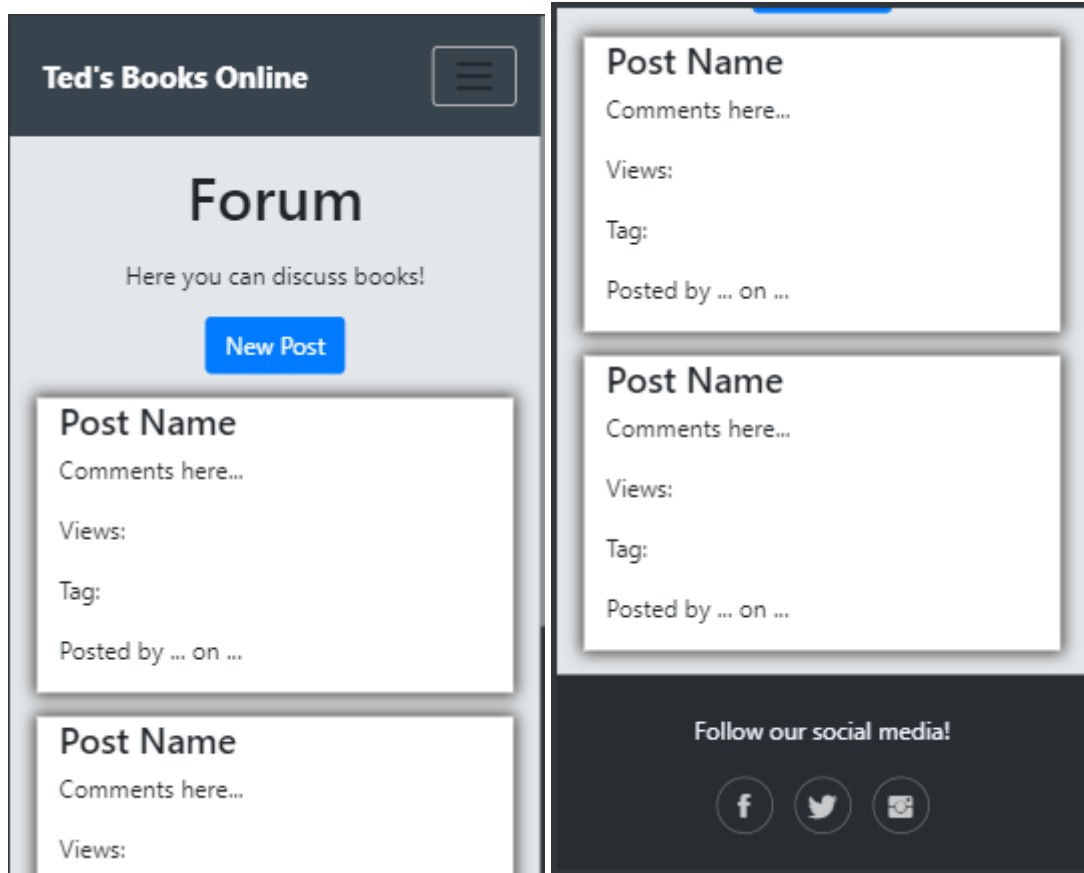 Ted's Books Online
Forum
Here you can discuss books!
New Post
Post Name
Comments here...
Views:
Tag:
Posted by ... on ...
Post Name
Comments here...
Views:
Post Name
Comments here...
Views:
Tag:
Posted by ... on ...
Post Name
Comments here...
Views:
Tag:
Posted by ... on ...
Follow our social media!